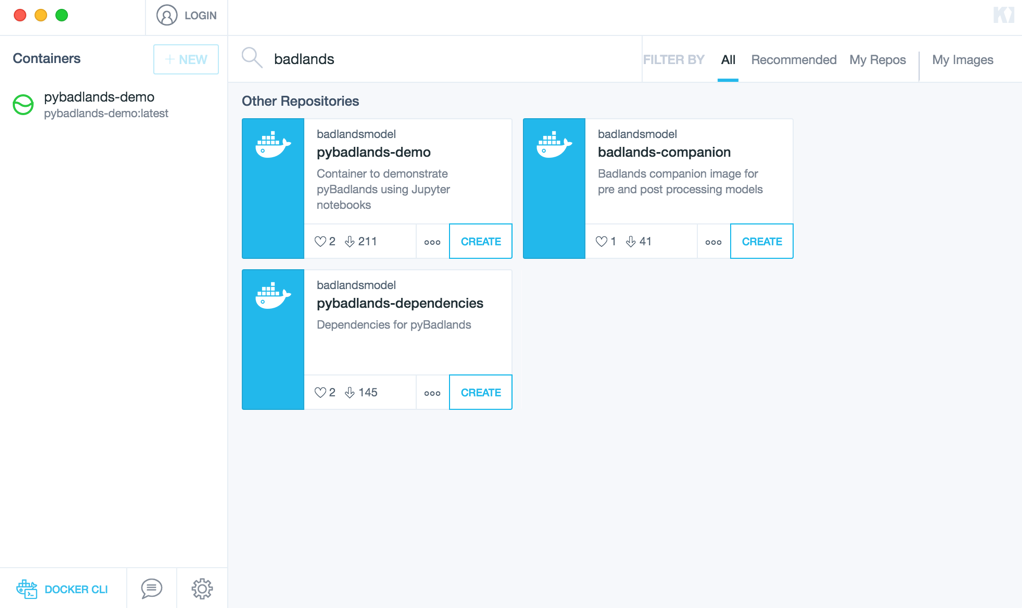 LOGIN
Containers
+ NEW
badlands
FILTER BY All Recommended My Repos My Images
pybadlands-demo
pybadlands-demo:latest
Other Repositories
badlandsmodel
pybadlands-demo
Container to demonstrate
pyBadlands using Jupyter
notebooks
2 211
CREATE
badlandsmodel
badlands-companion
Badlands companion image for
pre and post processing models
1 41
CREATE
badlandsmodel
pybadlands-dependencies
Dependencies for pyBadlands
2 145
CREATE
DOCKER CLI